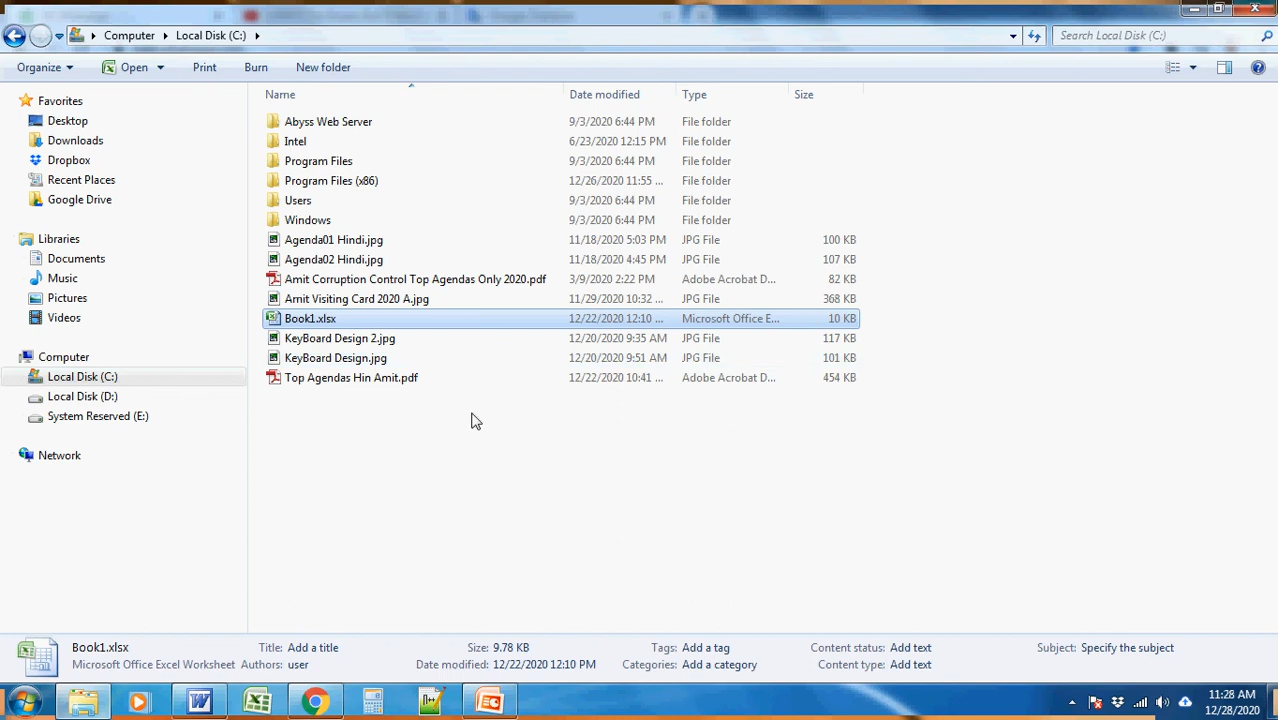 Computer Local Disk (C:) Search Local Disk (C:)
Organize Open Print Burn New folder
Name Date modified Type Size
Favorites
Desktop
Downloads
Dropbox
Recent Places
Google Drive
Libraries
Documents
Music
Pictures
Videos
Computer
Local Disk (C:)
Local Disk (D:)
System Reserved (E:)
Network
Abyss Web Server 9/3/2020 6:44 PM File folder
Intel 6/23/2020 12:15 PM File folder
Program Files 9/3/2020 6:44 PM File folder
Program Files (x86) 12/26/2020 11:55 ... File folder
Users 9/3/2020 6:44 PM File folder
Windows 9/3/2020 6:44 PM File folder
Agenda01 Hindi.jpg 11/18/2020 5:03 PM JPG File 100 KB
Agenda02 Hindi.jpg 11/18/2020 4:45 PM JPG File 107 KB
Amit Corruption Control Top Agendas Only 2020.pdf 3/9/2020 2:22 PM Adobe Acrobat D... 82 KB
Amit Visiting Card 2020 A.jpg 11/29/2020 10:32 ... JPG File 368 KB
Book1.xlsx 12/22/2020 12:10 ... Microsoft Office E... 10 KB
KeyBoard Design 2.jpg 12/20/2020 9:35 AM JPG File 117 KB
KeyBoard Design.jpg 12/20/2020 9:51 AM JPG File 101 KB
Top Agendas Hin Amit.pdf 12/22/2020 10:41 ... Adobe Acrobat D... 454 KB
Book1.xlsx Title: Add a title Size: 9.78 KB Tags: Add a tag Content status: Add text Subject: Specify the subject
Microsoft Office Excel Worksheet Authors: user Date modified: 12/22/2020 12:10 PM Categories: Add a category Content type: Add text
11:28 AM
12/28/2020